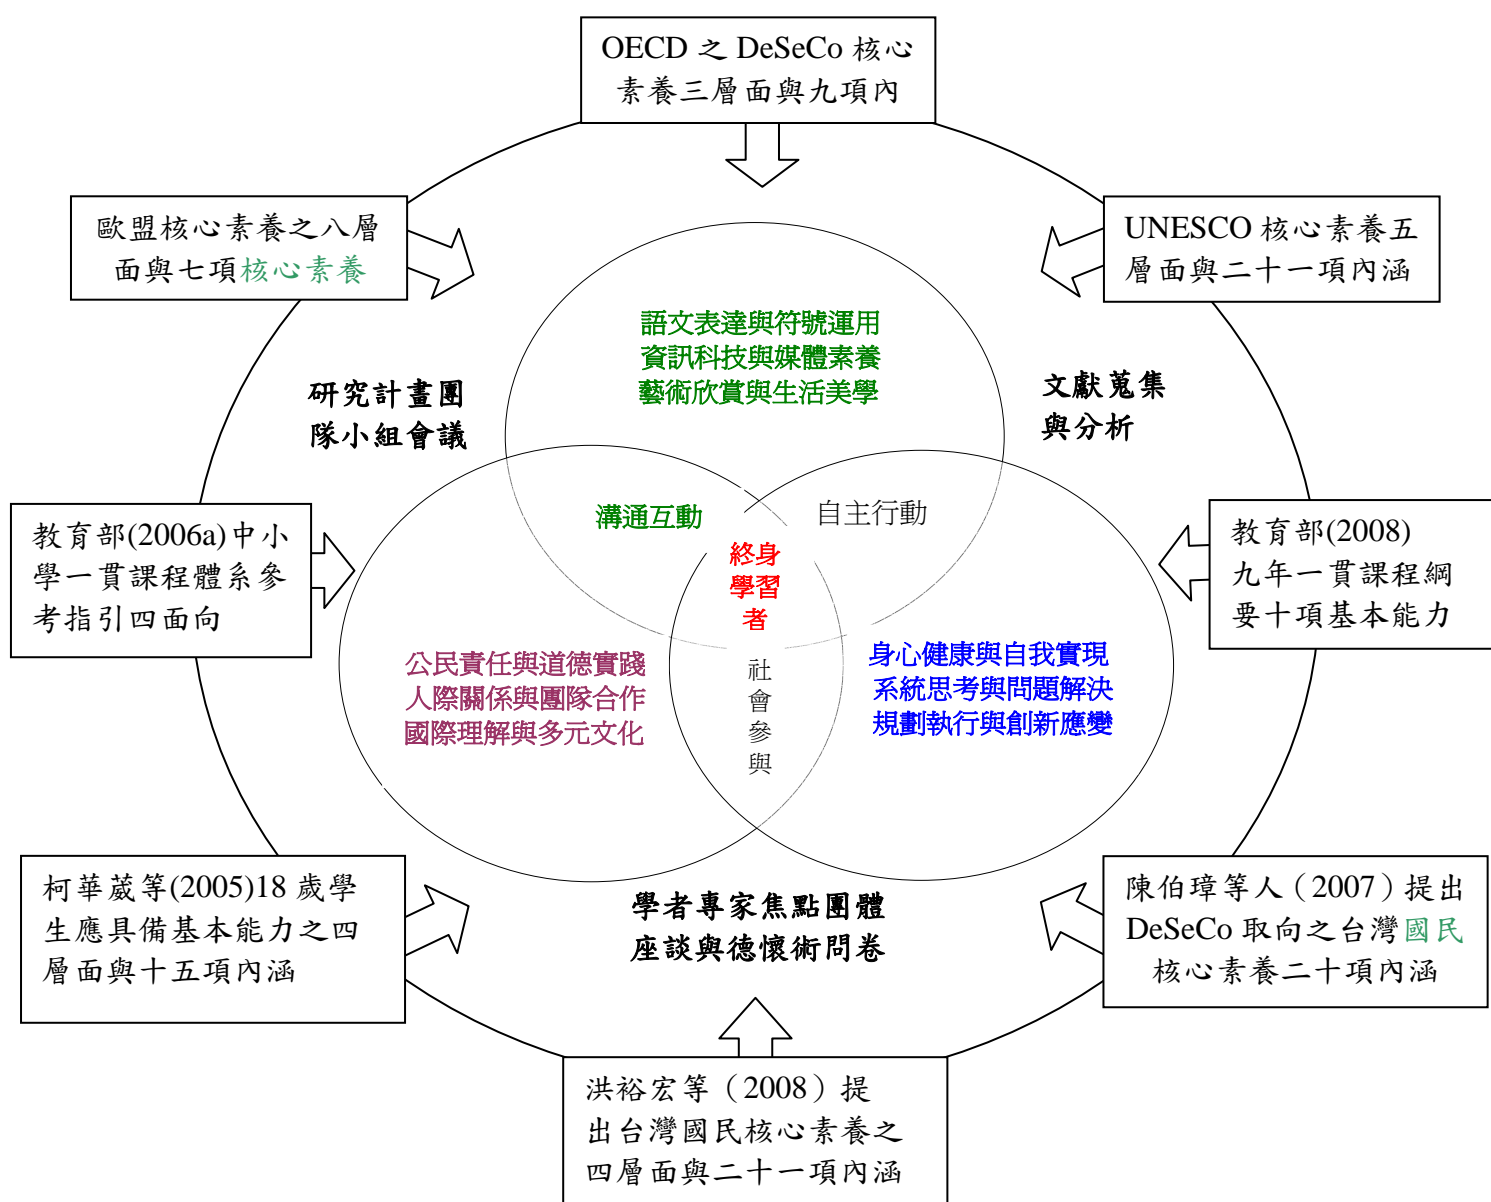 OECD 之 DeSeCo 核心
素養三層面與九項內
歐盟核心素養之八層
面與七項核心素養
UNESCO 核心素養五
層面與二十一項內涵
語文表達與符號運用
資訊科技與媒體素養
藝術欣賞與生活美學
研究計畫團
隊小組會議
文獻蒐集
與分析
溝通互動
自主行動
終身
學習
者
教育部(2006a)中小
學一貫課程體系參
考指引四面向
教育部(2008)
九年一貫課程綱
要十項基本能力
公民責任與道德實踐
人際關係與團隊合作
國際理解與多元文化
社
會
參
與
身心健康與自我實現
系統思考與問題解決
規劃執行與創新應變
柯華葳等(2005)18 歲學
生應具備基本能力之四
層面與十五項內涵
學者專家焦點團體
座談與德懷術問卷
陳伯璋等人（2007）提出
DeSeCo 取向之台灣國民
核心素養二十項內涵
洪裕宏等（2008）提
出台灣國民核心素養之
四層面與二十一項內涵